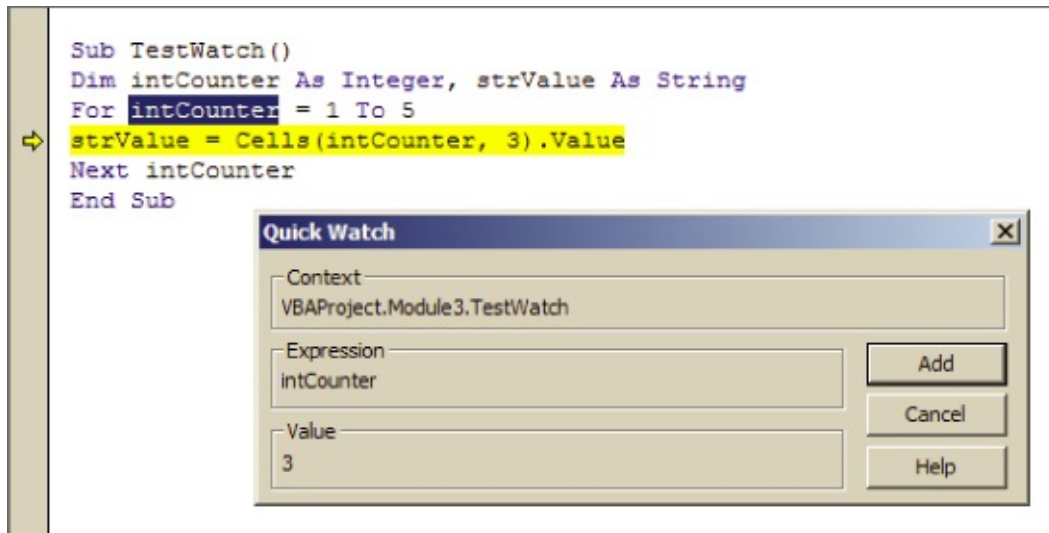 Sub TestWatch()
Dim intCounter As Integer, strValue As String
For intCounter = 1 To 5
strValue = Cells(intCounter, 3).Value
Next intCounter
End Sub
Quick Watch
Context
VBAProject.Module3.TestWatch
Expression
intCounter
Add
Cancel
Value
3
Help